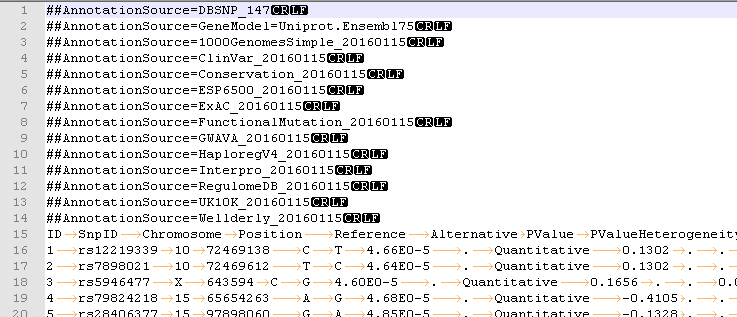 1 ##AnnotationSource=DBSNP_147CRLF
2 ##AnnotationSource=GeneModel=Uniprot.Ensembl75CRLF
3 ##AnnotationSource=1000GenomesSimple_20160115CRLF
4 ##AnnotationSource=ClinVar_20160115CRLF
5 ##AnnotationSource=Conservation_20160115CRLF
6 ##AnnotationSource=ESP6500_20160115CRLF
7 ##AnnotationSource=ExAC_20160115CRLF
8 ##AnnotationSource=FunctionalMutation_20160115CRLF
9 ##AnnotationSource=GWAVA_20160115CRLF
10 ##AnnotationSource=HaploregV4_20160115CRLF
11 ##AnnotationSource=Interpro_20160115CRLF
12 ##AnnotationSource=RegulomeDB_20160115CRLF
13 ##AnnotationSource=UK10K_20160115CRLF
14 ##AnnotationSource=Wellderly_20160115CRLF
15 ID→SnpID→Chromosome→Position→Reference→Alternative→PValue→PValueHeterogeneity
16 1→rs12219339→10→72469138→C→T→4.66E0-5→.→Quantitative→0.1302→.→.
17 2→rs7898021→10→72469612→T→C→4.64E0-5→.→Quantitative→0.1302→.→.
18 3→rs5946477→X→643594→C→G→4.60E0-5→.→Quantitative→0.1656→.→0.0
19 4→rs79824218→15→65654263→A→G→4.68E0-5→.→Quantitative→-0.4105→.→.
20 5→rs28406377→15→97898060→G→A→4.85E0-5→.→Quantitative→-0.1328→.→.